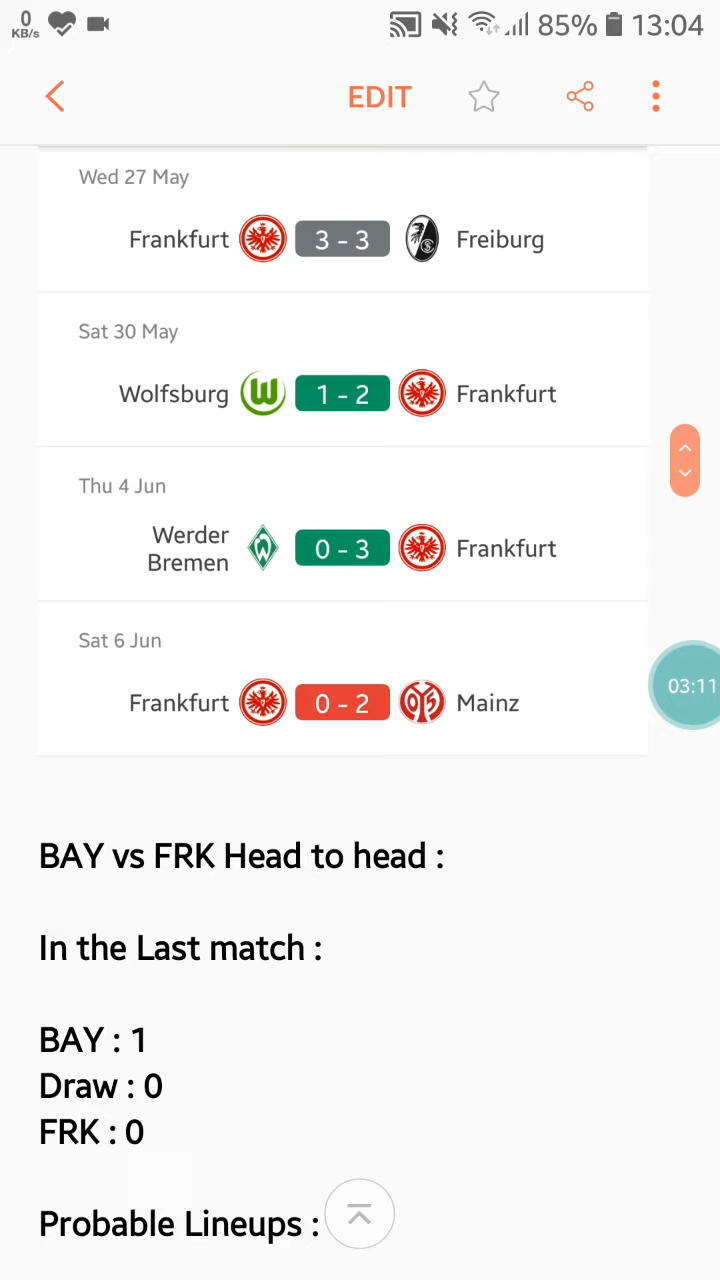 0
KB/s
85% 13:04
EDIT
Wed 27 May
Frankfurt 3 - 3 Freiburg
Sat 30 May
Wolfsburg 1 - 2 Frankfurt
Thu 4 Jun
Werder
Bremen 0 - 3 Frankfurt
Sat 6 Jun
03:11
Frankfurt 0 - 2 Mainz
BAY vs FRK Head to head :
In the Last match :
BAY : 1
Draw : 0
FRK : 0
Probable Lineups :